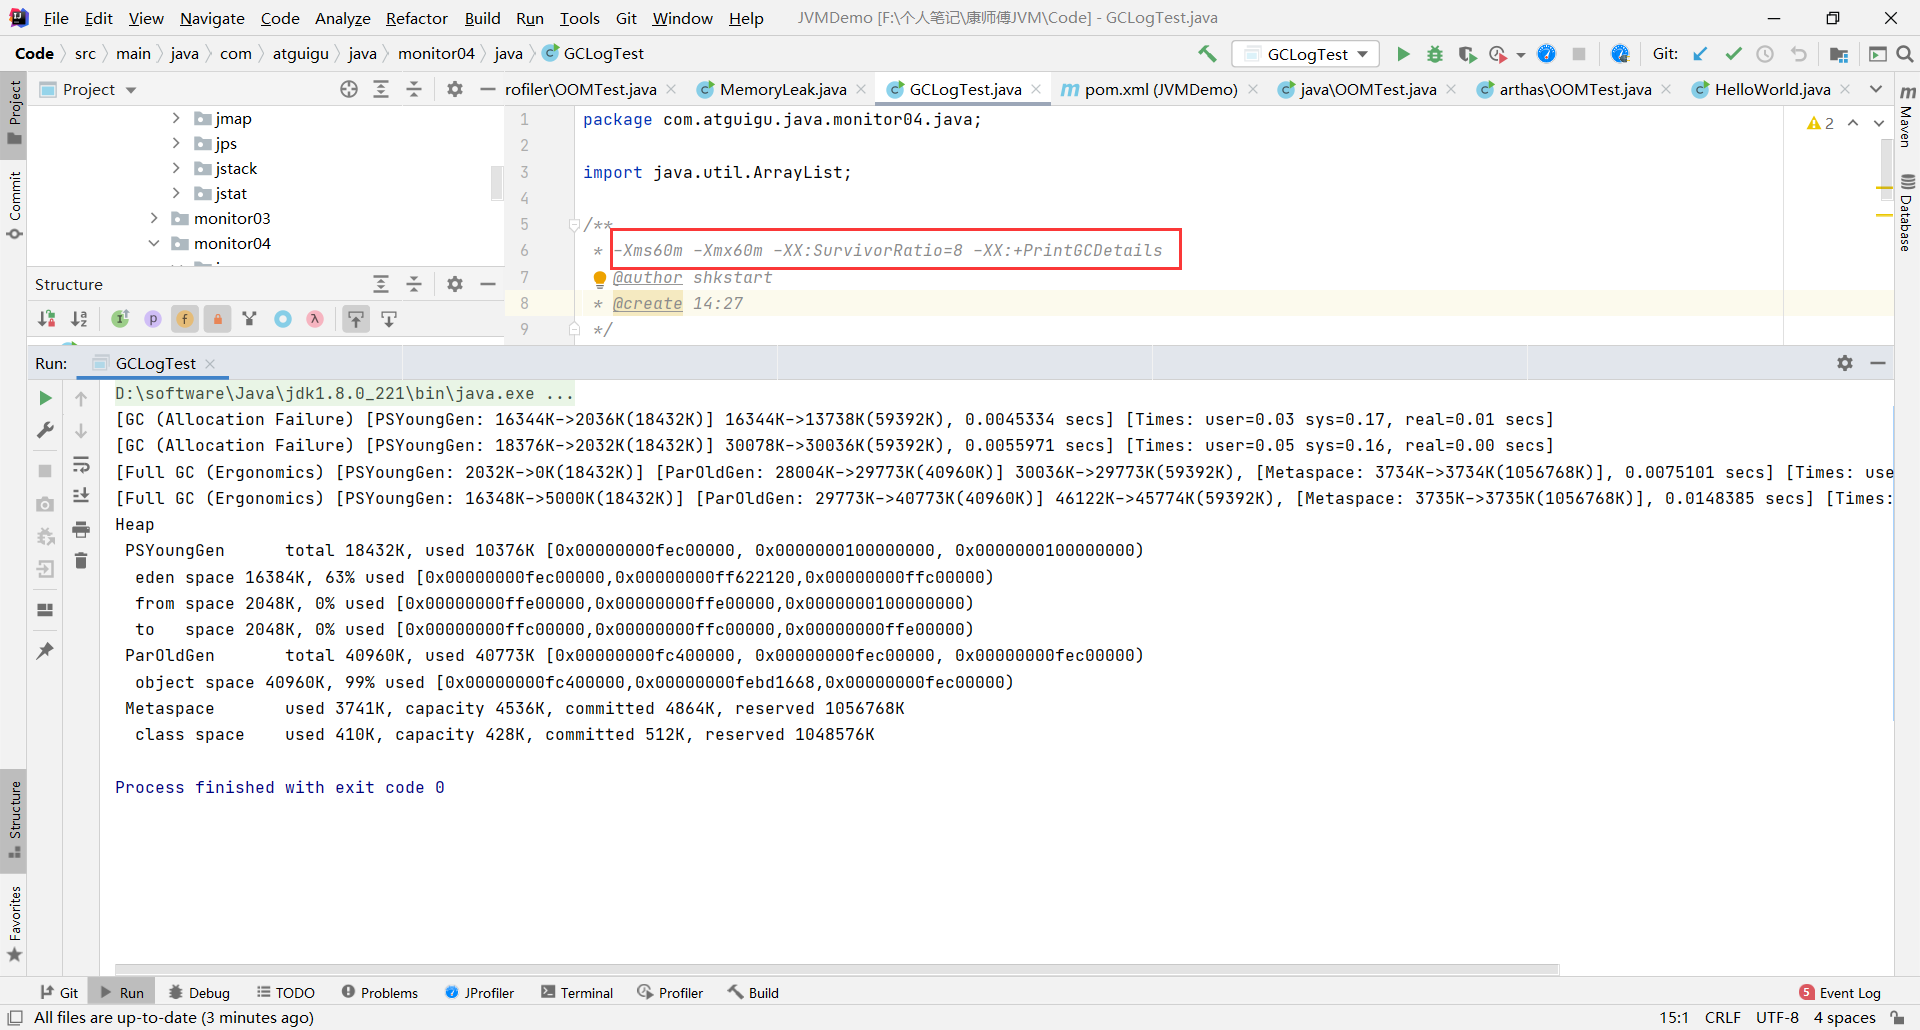 File Edit View Navigate Code Analyze Refactor Build Run Tools Git Window Help JVMDemo [F:\个人笔记\康师傅JVM\Code] - GCLogTest.java
Code src main java com atguigu java monitor04 java GCLogTest GCLogTest Git:
Project rofiler\OOMTest.java MemoryLeak.java GCLogTest.java pom.xml (JVMDemo) java\OOMTest.java arthas\OOMTest.java HelloWorld.java
Project
Commit
jmap
jps
jstack
jstat
monitor03
monitor04
Structure
1 package com.atguigu.java.monitor04.java;
2
3 import java.util.ArrayList;
4
5 /**
6 * -Xms60m -Xmx60m -XX:SurvivorRatio=8 -XX:+PrintGCDetails
7 * @author shkstart
8 * @create 14:27
9 */
2
Maven
Database
Run: GCLogTest
D:\software\Java\jdk1.8.0_221\bin\java.exe ...
[GC (Allocation Failure) [PSYoungGen: 16344K->2036K(18432K)] 16344K->13738K(59392K), 0.0045334 secs] [Times: user=0.03 sys=0.17, real=0.01 secs]
[GC (Allocation Failure) [PSYoungGen: 18376K->2032K(18432K)] 30078K->30036K(59392K), 0.0055971 secs] [Times: user=0.05 sys=0.16, real=0.00 secs]
[Full GC (Ergonomics) [PSYoungGen: 2032K->0K(18432K)] [ParOldGen: 28004K->29773K(40960K)] 30036K->29773K(59392K), [Metaspace: 3734K->3734K(1056768K)], 0.0075101 secs] [Times: use
[Full GC (Ergonomics) [PSYoungGen: 16348K->5000K(18432K)] [ParOldGen: 29773K->40773K(40960K)] 46122K->45774K(59392K), [Metaspace: 3735K->3735K(1056768K)], 0.0148385 secs] [Times:
Heap
PSYoungGen total 18432K, used 10376K [0x00000000fec00000, 0x0000000100000000, 0x0000000100000000)
eden space 16384K, 63% used [0x00000000fec00000,0x00000000ff622120,0x00000000ffc00000)
from space 2048K, 0% used [0x00000000ffe00000,0x00000000ffe00000,0x0000000100000000)
to space 2048K, 0% used [0x00000000ffc00000,0x00000000ffc00000,0x00000000ffe00000)
ParOldGen total 40960K, used 40773K [0x00000000fc400000, 0x00000000fec00000, 0x00000000fec00000)
object space 40960K, 99% used [0x00000000fc400000,0x00000000febd1668,0x00000000fec00000)
Metaspace used 3741K, capacity 4536K, committed 4864K, reserved 1056768K
class space used 410K, capacity 428K, committed 512K, reserved 1048576K
Process finished with exit code 0
Structure
Favorites
Git Run Debug TODO Problems JProfiler Terminal Profiler Build 5 Event Log
All files are up-to-date (3 minutes ago) 15:1 CRLF UTF-8 4 spaces